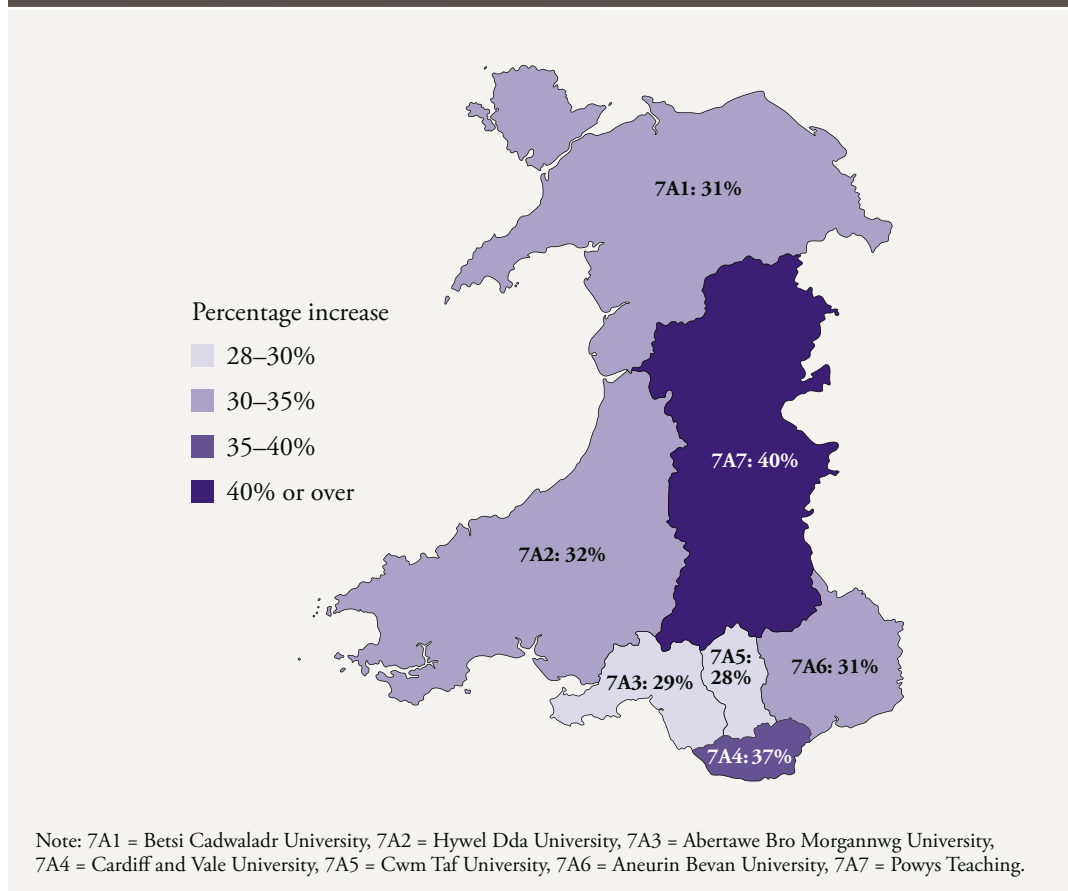 7A1: 31%
Percentage increase
28–30%
30–35%
35–40%
40% or over
7A7: 40%
7A2: 32%
7A5:
28%
7A3: 29%
7A6: 31%
7A4: 37%
Note: 7A1 = Betsi Cadwaladr University, 7A2 = Hywel Dda University, 7A3 = Abertawe Bro Morgannwg University,
7A4 = Cardiff and Vale University, 7A5 = Cwm Taf University, 7A6 = Aneurin Bevan University, 7A7 = Powys Teaching.